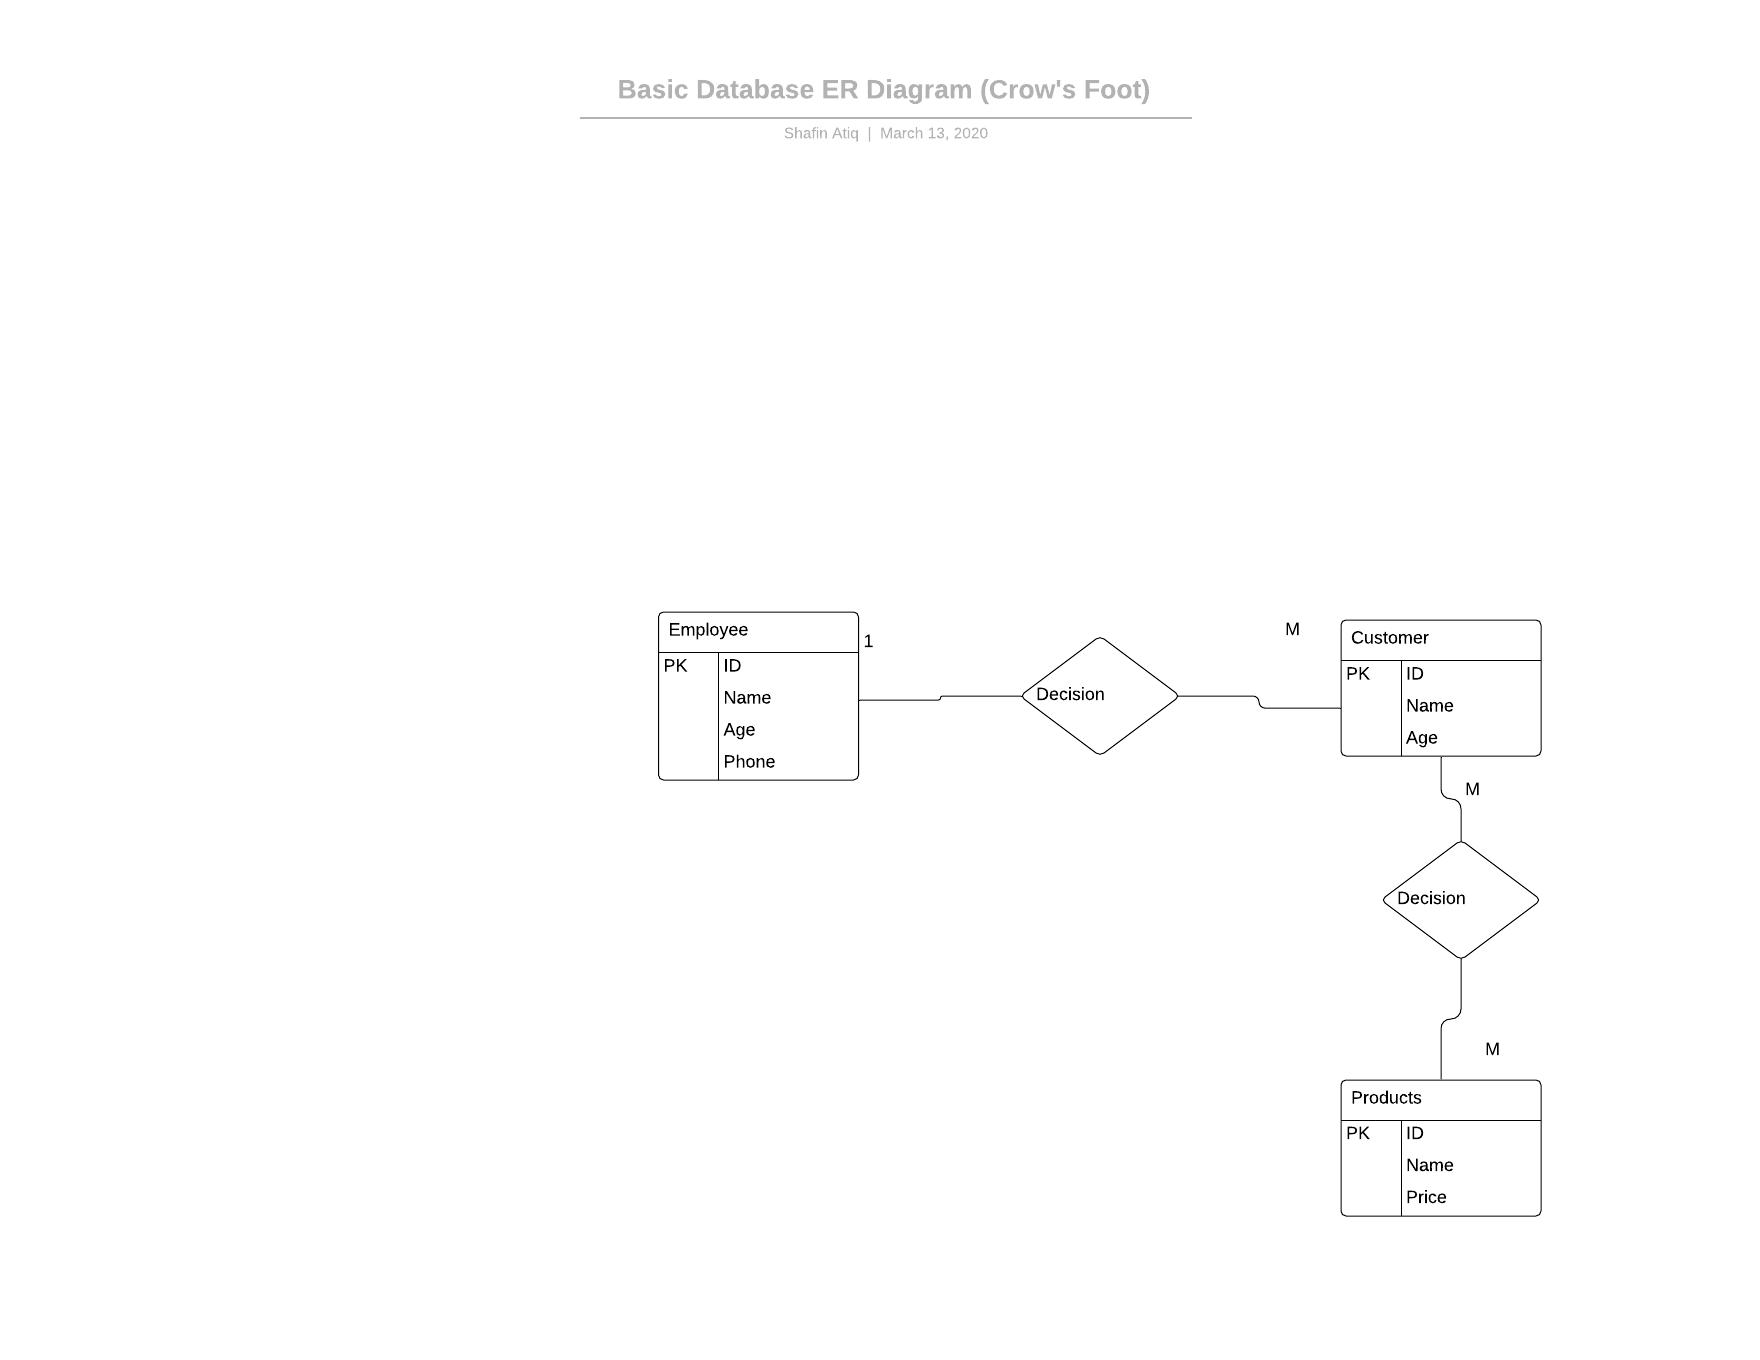 Basic Database ER Diagram (Crow's Foot)
Shafin Atiq | March 13, 2020
Employee
PK ID
Name
Age
Phone
1
Decision
M
Customer
PK ID
Name
Age
M
Decision
M
Products
PK ID
Name
Price